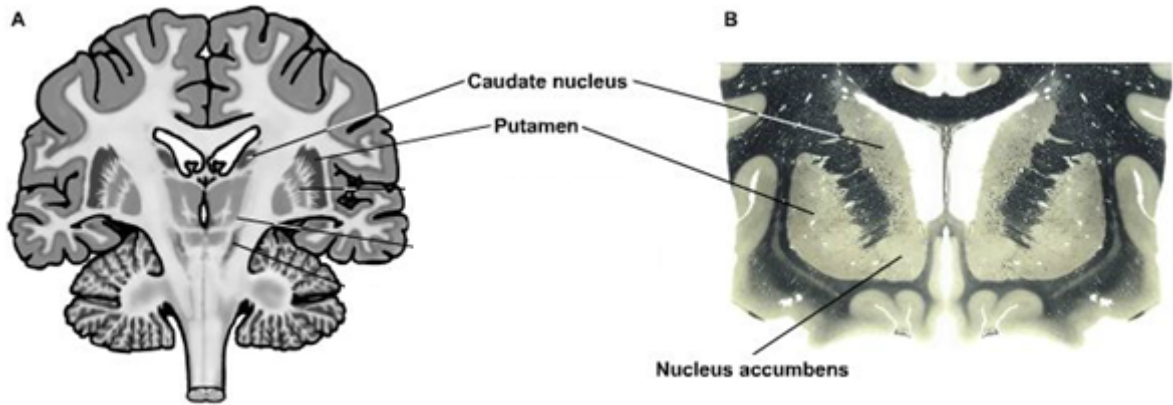 A
B
Caudate nucleus
Putamen
Nucleus accumbens